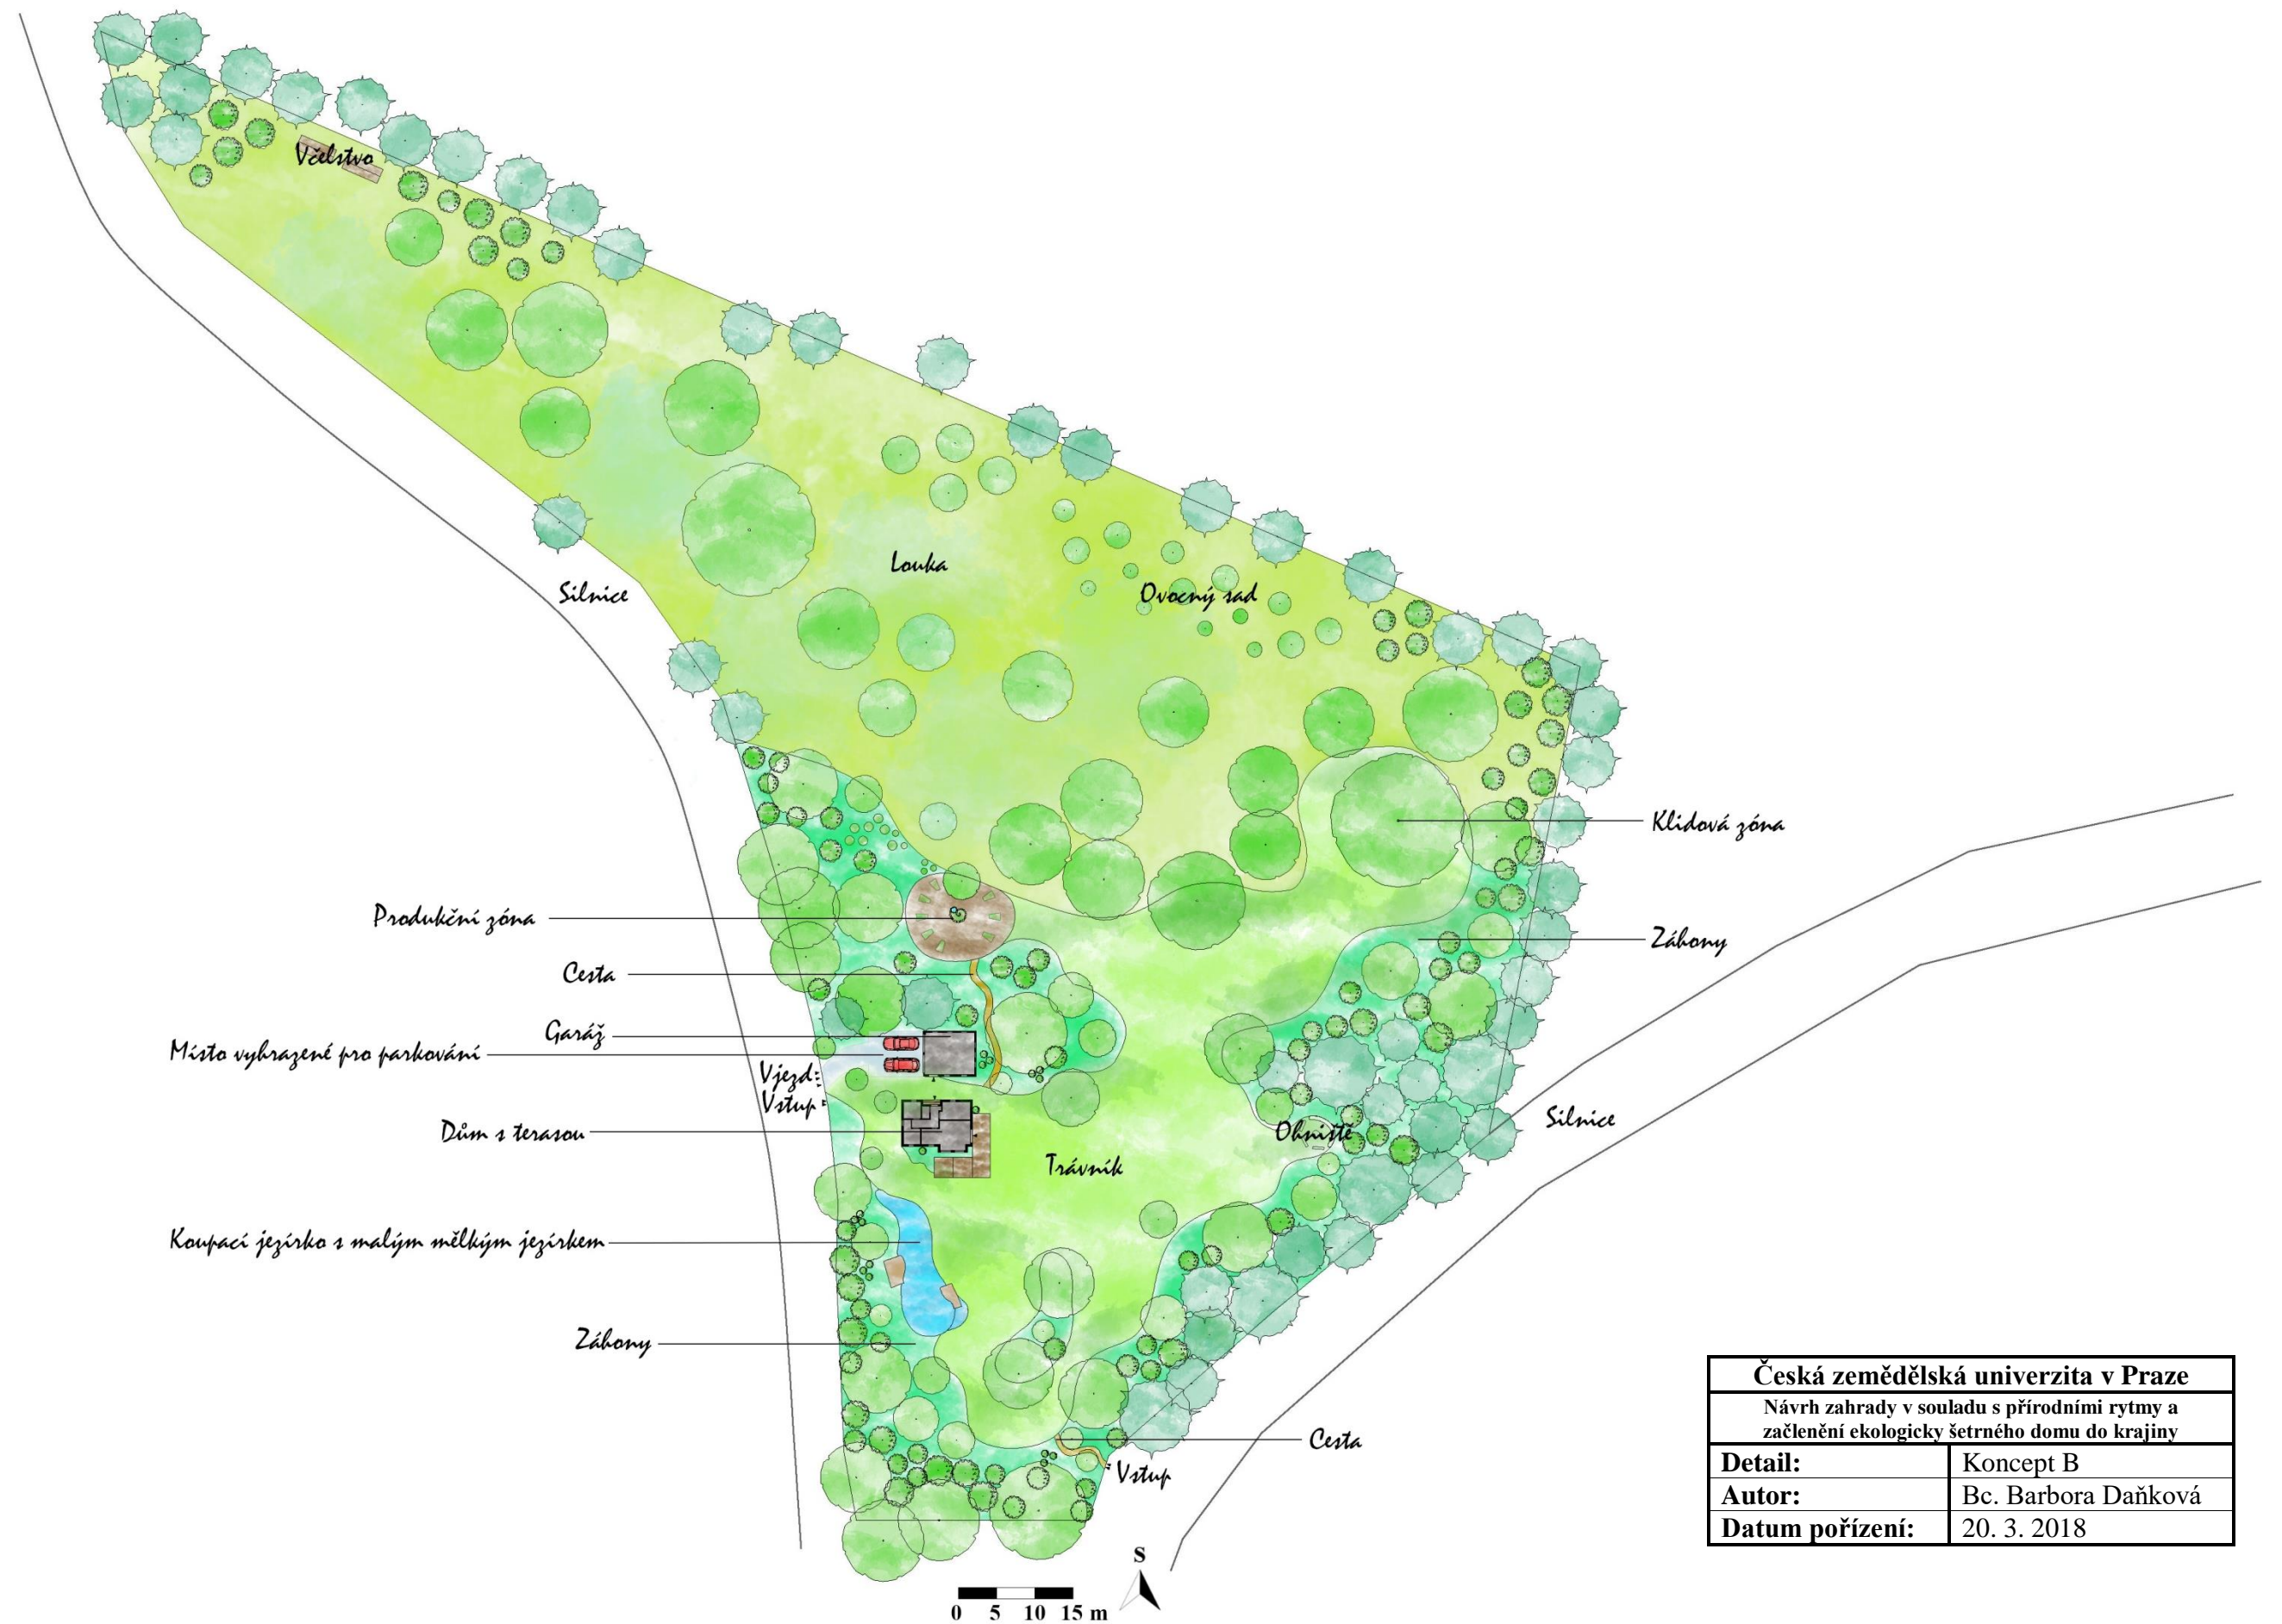 Včelstvo
Louka
Silnice
Ovocný sad
Klidová zóna
Produkční zóna
Záhony
Cesta
Garáž
Místo vyhrazené pro parkování
Vjezd
Vstup
Dům s terasou
Ohniště
Silnice
Trávník
Koupací jezírko s malým mělkým jezírkem
Záhony
Cesta
Vstup
Česká zemědělská univerzita v Praze
Návrh zahrady v souladu s přírodními rytmy a
začlenění ekologicky šetrného domu do krajiny
Detail: Koncept B
Autor: Bc. Barbora Daňková
Datum pořízení: 20. 3. 2018
S
0 5 10 15 m